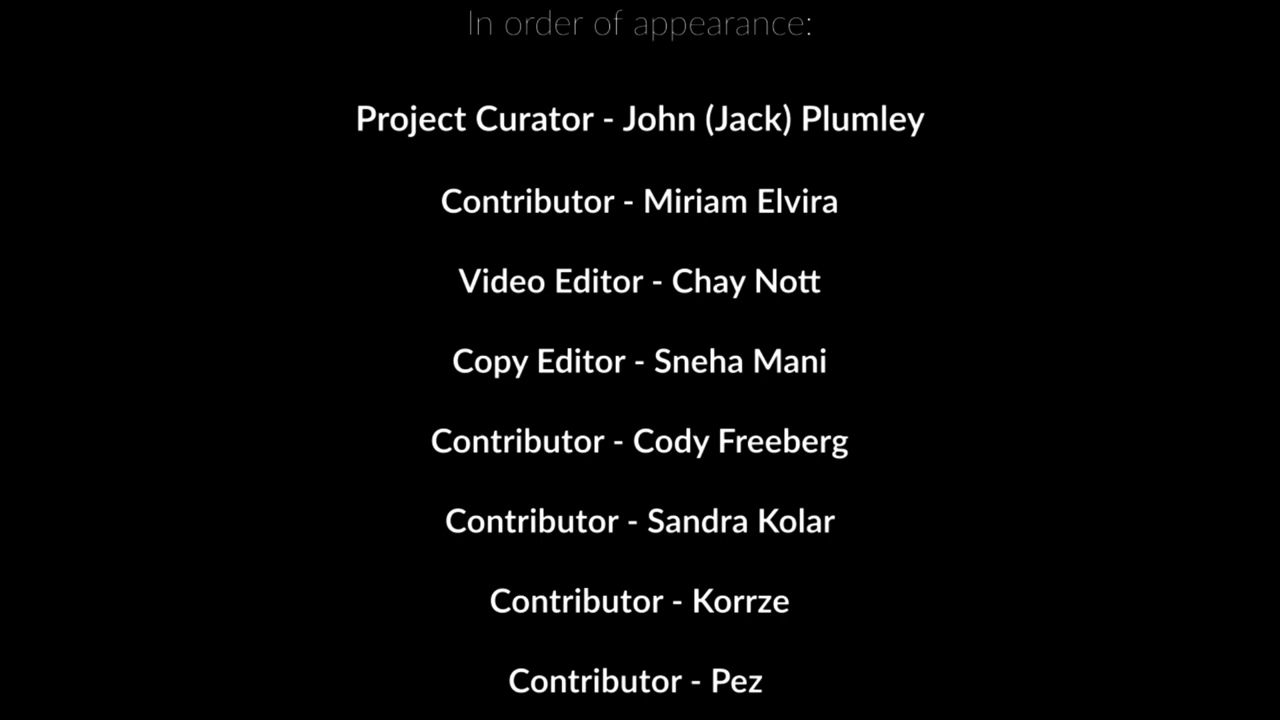 In order of appearance:
Project Curator - John (Jack) Plumley
Contributor - Miriam Elvira
Video Editor - Chay Nott
Copy Editor - Sneha Mani
Contributor - Cody Freeberg
Contributor - Sandra Kolar
Contributor - Korrze
Contributor - Pez